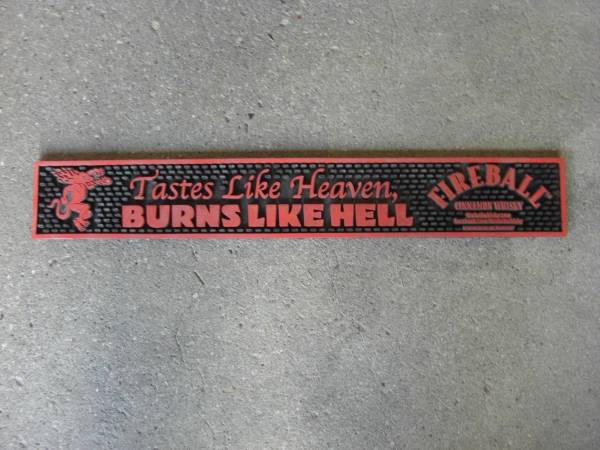 Tastes Like Heaven,
BURNS LIKE HELL
FIREBALL
CINNAMON WHISKY